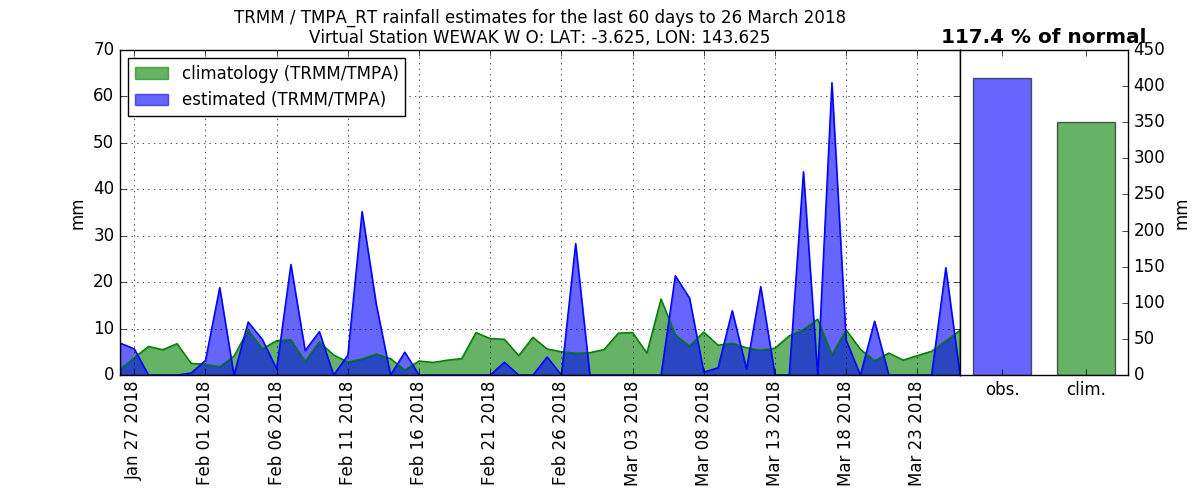 TRMM / TMPA_RT rainfall estimates for the last 60 days to 26 March 2018
Virtual Station WEWAK W O: LAT: -3.625, LON: 143.625
117.4 % of normal
climatology (TRMM/TMPA)
estimated (TRMM/TMPA)
mm
70
60
50
40
30
20
10
0
Jan 27 2018
Feb 01 2018
Feb 06 2018
Feb 11 2018
Feb 16 2018
Feb 21 2018
Feb 26 2018
Mar 03 2018
Mar 08 2018
Mar 13 2018
Mar 18 2018
Mar 23 2018
450
400
350
300
250
200
150
100
50
0
mm
obs.
clim.